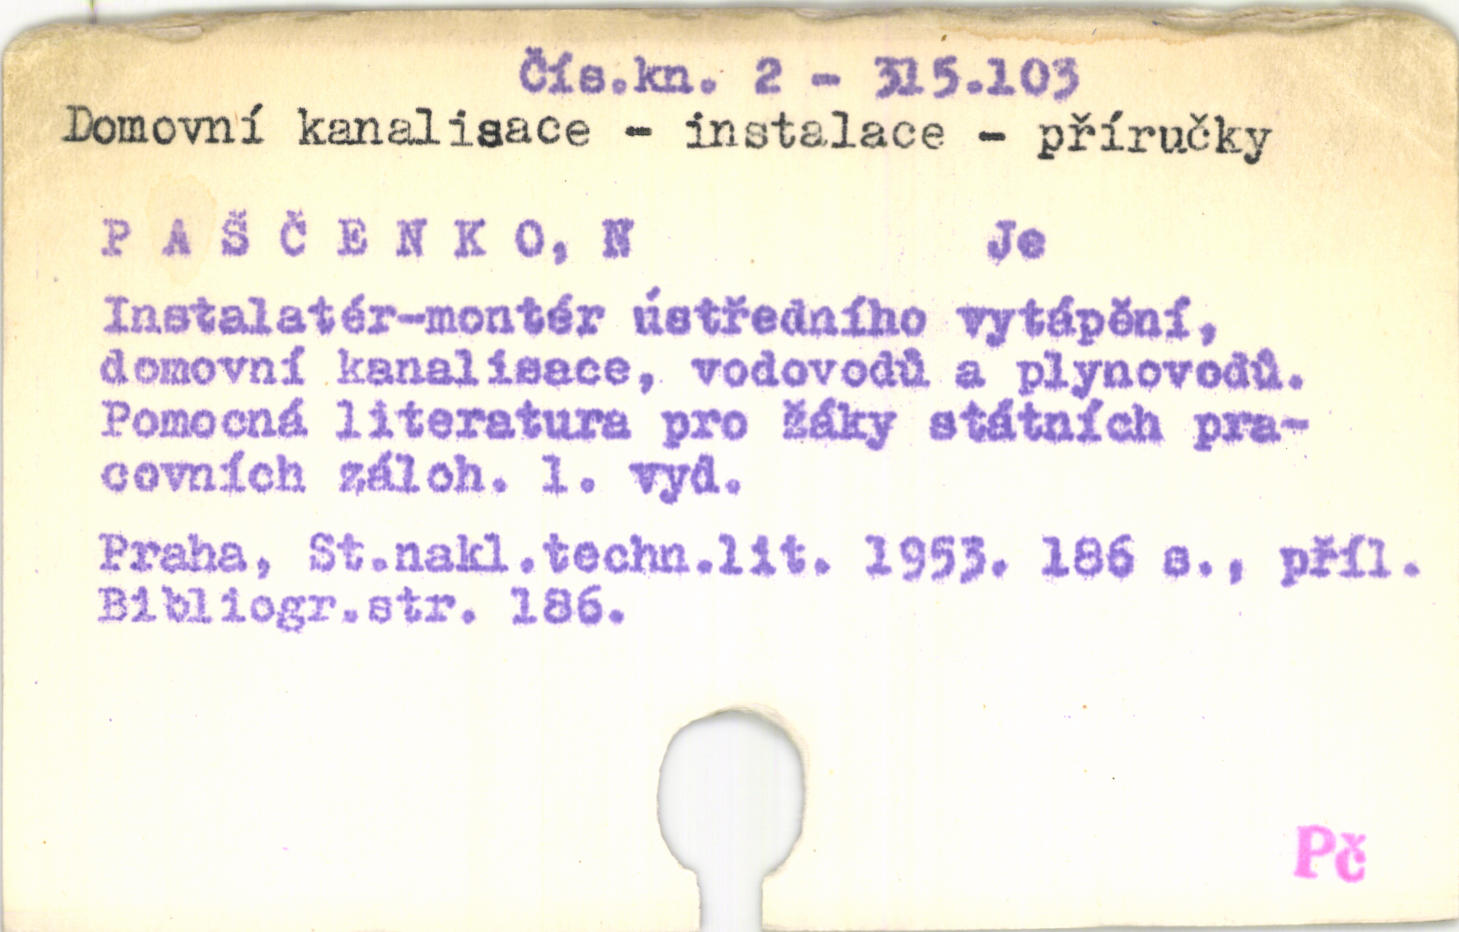 Čís.kn. 2 - 315.103
Domovní kanalisace - instalace - příručky
P A Š Č E N K O, N Je
Instalatér-montér ústředního vytápění,
domovní kanalisace, vodovodů a plynovodů.
Pomocná literatura pro žáky státních pra-
covních záloh. 1. vyd.
Praha, St.nakl.techn.lit. 1953. 186 s., příl.
Bibliogr.str. 186.
Pč